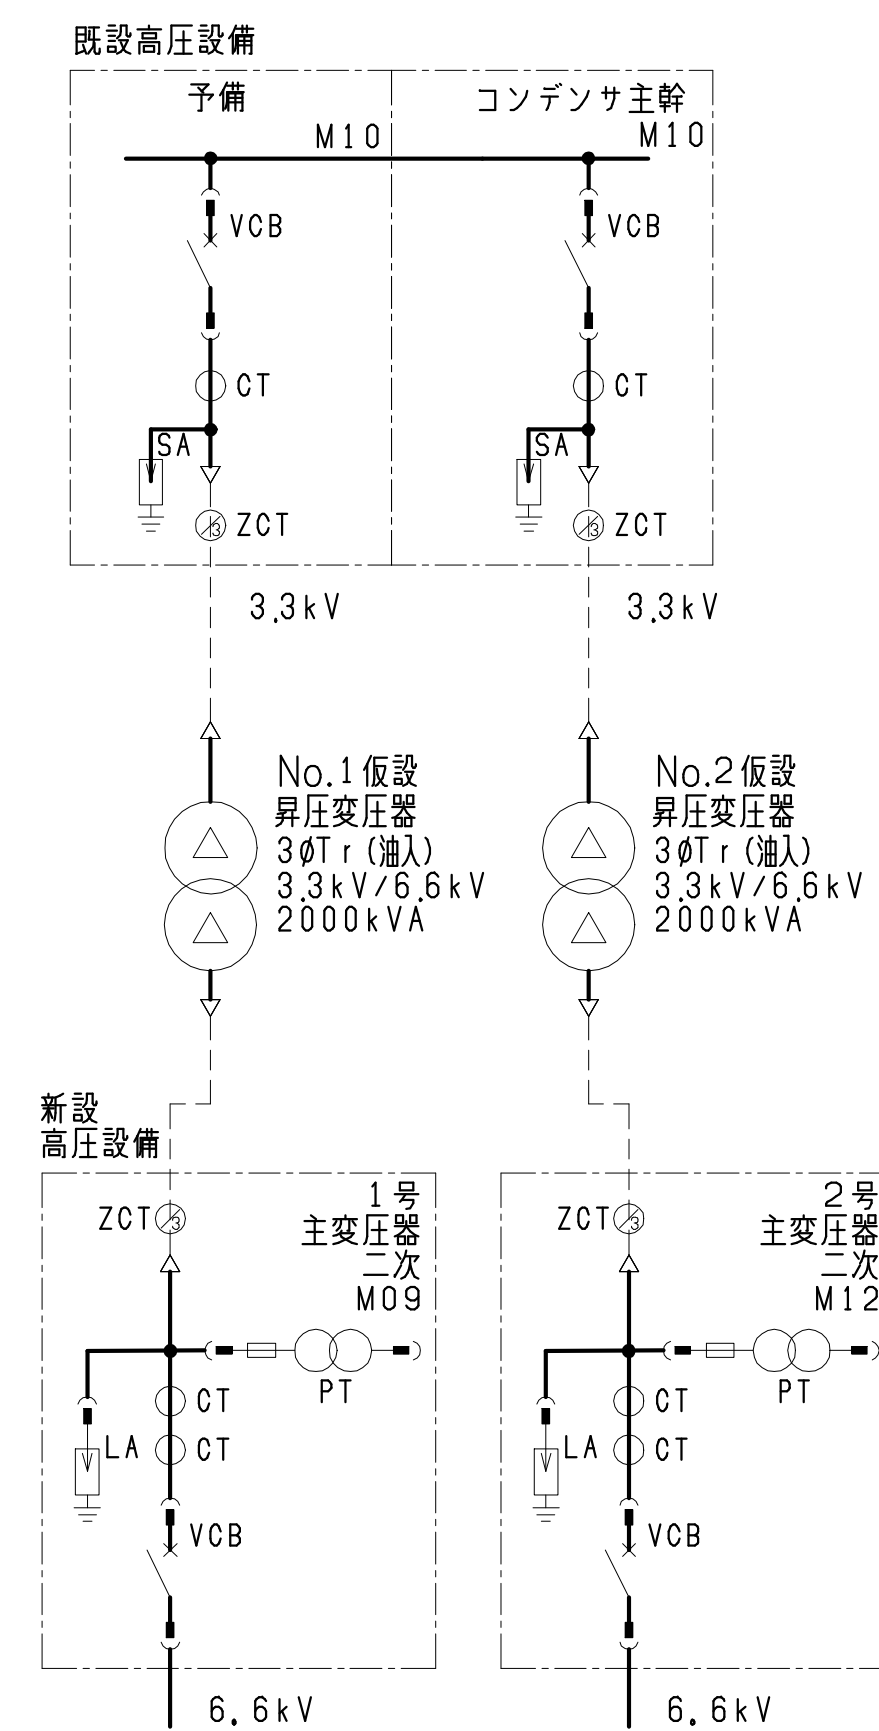 既設高圧設備
予備
コンデンサ主幹
M10
M10
VCB
VCB
CT
CT
SA
SA
3
ZCT
3
ZCT
3.3kV
3.3kV
No.1仮設
昇圧変圧器
3φTr(油入)
3.3kV/6.6kV
2000kVA
No.2仮設
昇圧変圧器
3φTr(油入)
3.3kV/6.6kV
2000kVA
新設
高圧設備
ZCT
3
1号
主変圧器
二次
M09
PT
CT
CT
LA
VCB
6.6kV
ZCT
3
2号
主変圧器
二次
M12
PT
CT
CT
LA
VCB
6.6kV